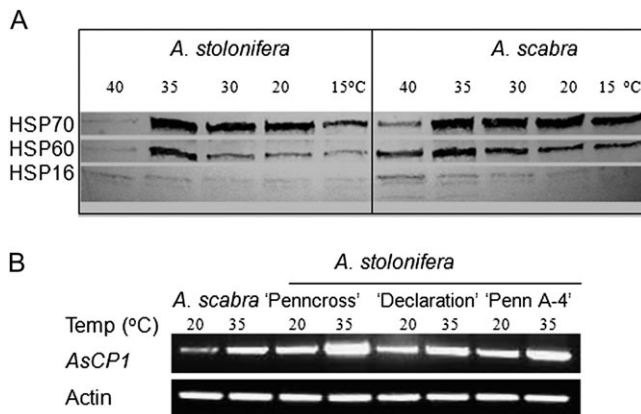 A
A. stolonifera A. scabra
40 35 30 20 15ºC 40 35 30 20 15 ºC
HSP70
HSP60
HSP16
B
A. stolonifera
A. scabra 'Penncross' 'Declaration' 'Penn A-4'
Temp (ºC) 20 35 20 35 20 35 20 35
AsCP1
Actin